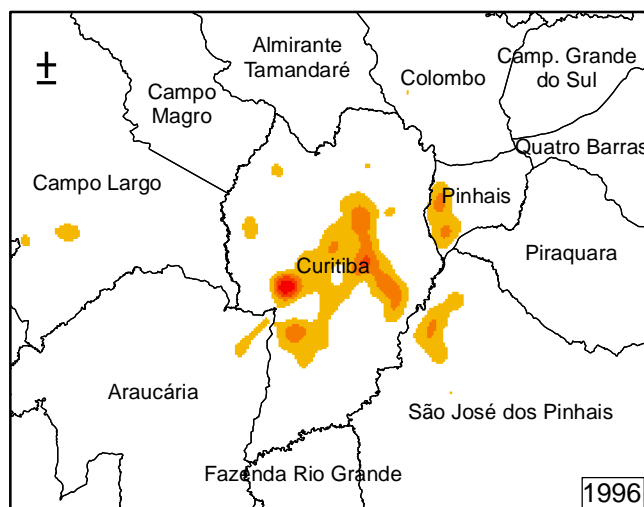 Almirante
Tamandaré
Camp. Grande
do Sul
Colombo
Campo
Magro
Quatro Barras
Campo Largo
Pinhais
Piraquara
Curitiba
Araucária
São José dos Pinhais
Fazenda Rio Grande
1996